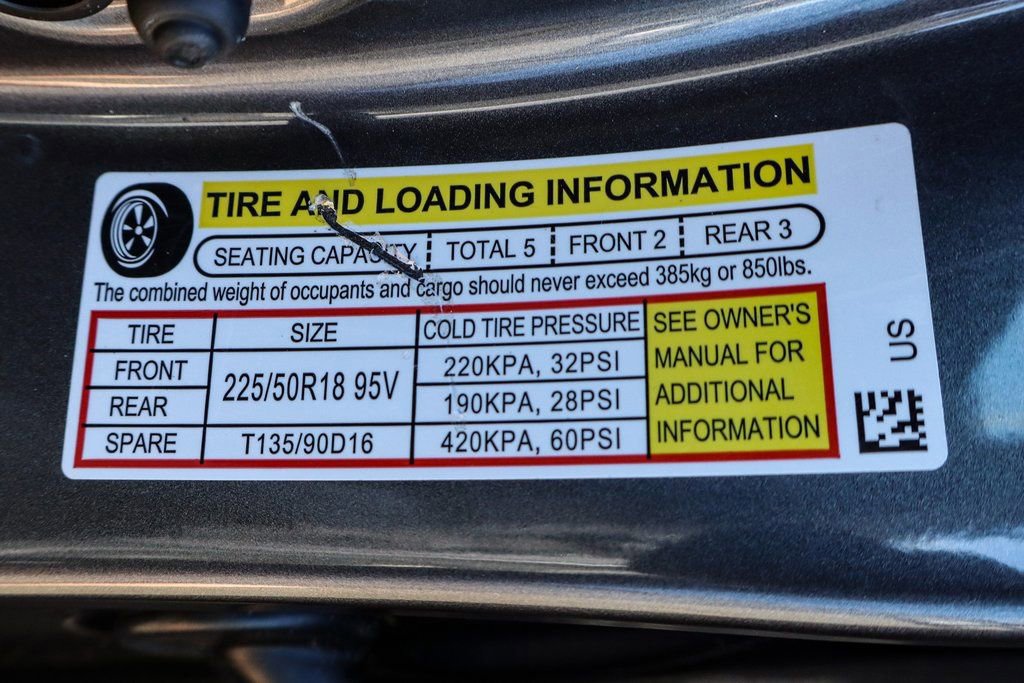 TIRE AND LOADING INFORMATION
SEATING CAPACITY TOTAL 5 FRONT 2 REAR 3
The combined weight of occupants and cargo should never exceed 385kg or 850lbs.
TIRE SIZE COLD TIRE PRESSURE
FRONT 225/50R18 95V 220KPA, 32PSI
REAR 190KPA, 28PSI
SPARE T135/90D16 420KPA, 60PSI
SEE OWNER'S
MANUAL FOR
ADDITIONAL
INFORMATION
US